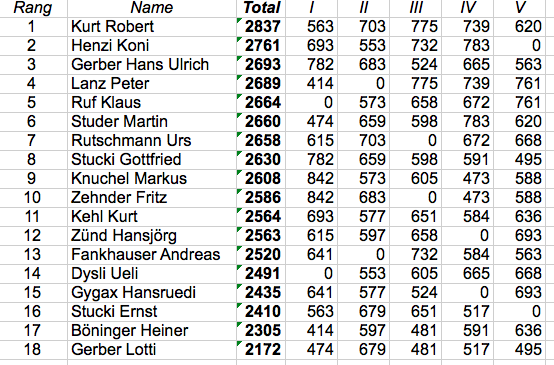 Rang Name Total I II III IV V
1 Kurt Robert 2837 563 703 775 739 620
2 Henzi Koni 2761 693 553 732 783 0
3 Gerber Hans Ulrich 2693 782 683 524 665 563
4 Lanz Peter 2689 414 0 775 739 761
5 Ruf Klaus 2664 0 573 658 672 761
6 Studer Martin 2660 474 659 598 783 620
7 Rutschmann Urs 2658 615 703 0 672 668
8 Stucki Gottfried 2630 782 659 598 591 495
9 Knuchel Markus 2608 842 573 605 473 588
10 Zehnder Fritz 2586 842 683 0 473 588
11 Kehl Kurt 2564 693 577 651 584 636
12 Zünd Hansjörg 2563 615 597 658 0 693
13 Fankhauser Andreas 2520 641 0 732 584 563
14 Dysli Ueli 2491 0 553 605 665 668
15 Gygax Hansruedi 2435 641 577 524 0 693
16 Stucki Ernst 2410 563 679 651 517 0
17 Böninger Heiner 2305 414 597 481 591 636
18 Gerber Lotti 2172 474 679 481 517 495